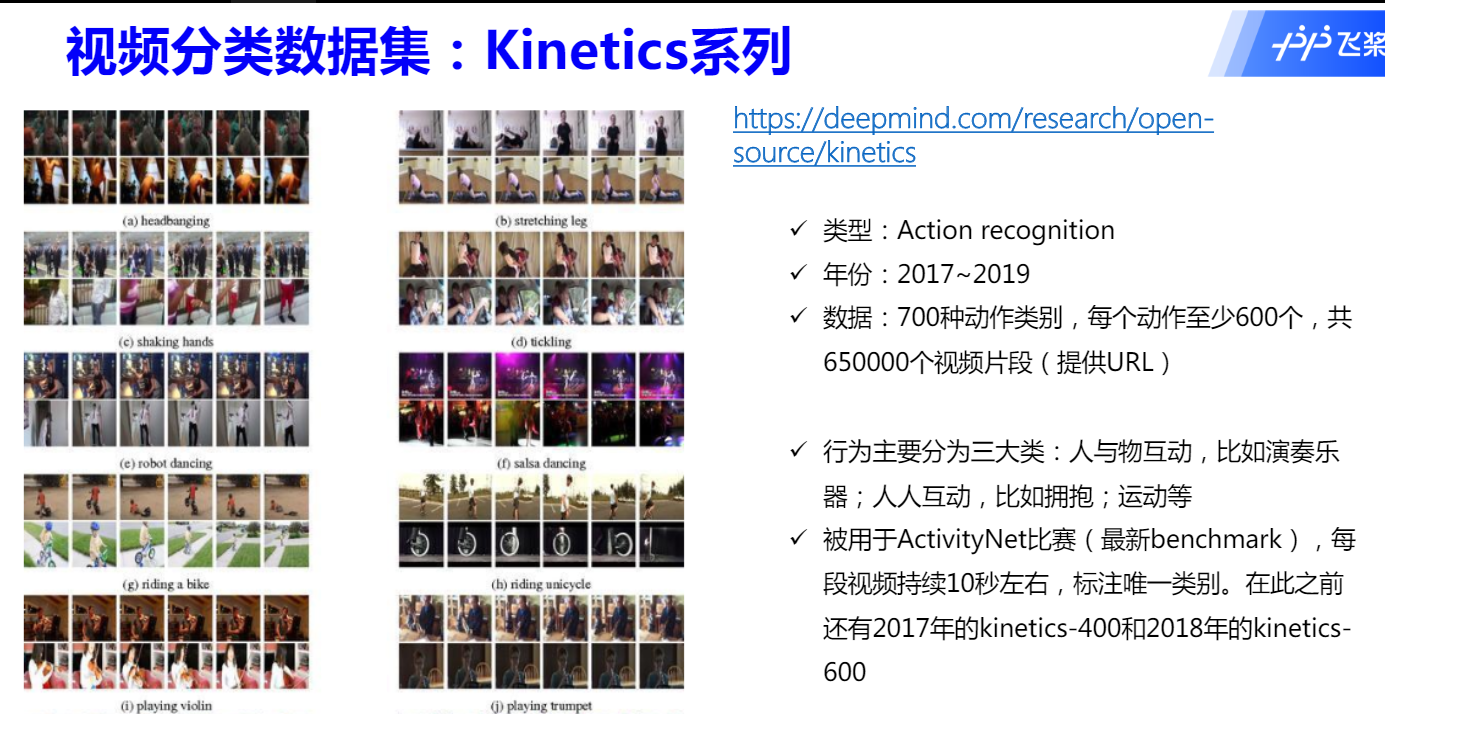 视频分类数据集：Kinetics系列
飞桨
(a) headbanging
(b) stretching leg
(c) shaking hands
(d) tickling
(e) robot dancing
(f) salsa dancing
(g) riding a bike
(h) riding unicycle
(i) playing violin
(j) playing trumpet
https://deepmind.com/research/open-
source/kinetics
✓ 类型：Action recognition
✓ 年份：2017~2019
✓ 数据：700种动作类别，每个动作至少600个，共
650000个视频片段（提供URL）
✓ 行为主要分为三大类：人与物互动，比如演奏乐
器；人人互动，比如拥抱；运动等
✓ 被用于ActivityNet比赛（最新benchmark），每
段视频持续10秒左右，标注唯一类别。在此之前
还有2017年的kinetics-400和2018年的kinetics-
600